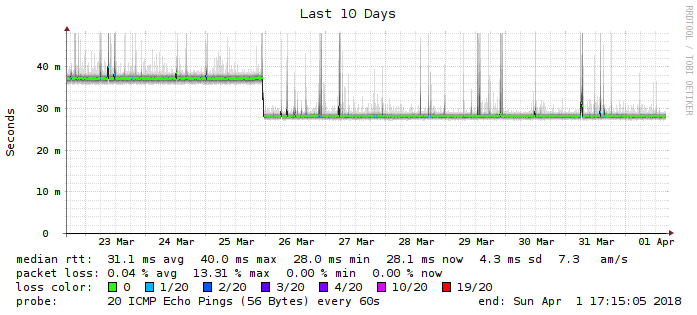 Last 10 Days
RRDTOOL / TOBI OETIKER
Seconds
40 m
30 m
20 m
10 m
0
23 Mar 24 Mar 25 Mar 26 Mar 27 Mar 28 Mar 29 Mar 30 Mar 31 Mar 01 Apr
median rtt: 31.1 ms avg 40.0 ms max 28.0 ms min 28.1 ms now 4.3 ms sd 7.3 am/s
packet loss: 0.04 % avg 13.31 % max 0.00 % min 0.00 % now
loss color: 0 1/20 2/20 3/20 4/20 10/20 19/20
probe: 20 ICMP Echo Pings (56 Bytes) every 60s end: Sun Apr 1 17:15:05 2018